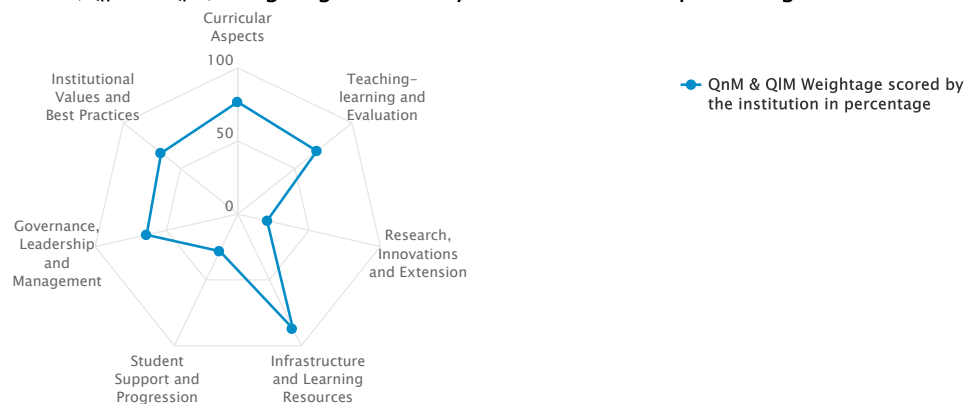 Curricular
Aspects
100
Teaching–
learning and
Evaluation
Institutional
Values and
Best Practices
50
0
Governance,
Leadership
and
Management
Research,
Innovations
and Extension
Student
Support and
Progression
Infrastructure
and Learning
Resources
QnM & QlM Weightage scored by
the institution in percentage